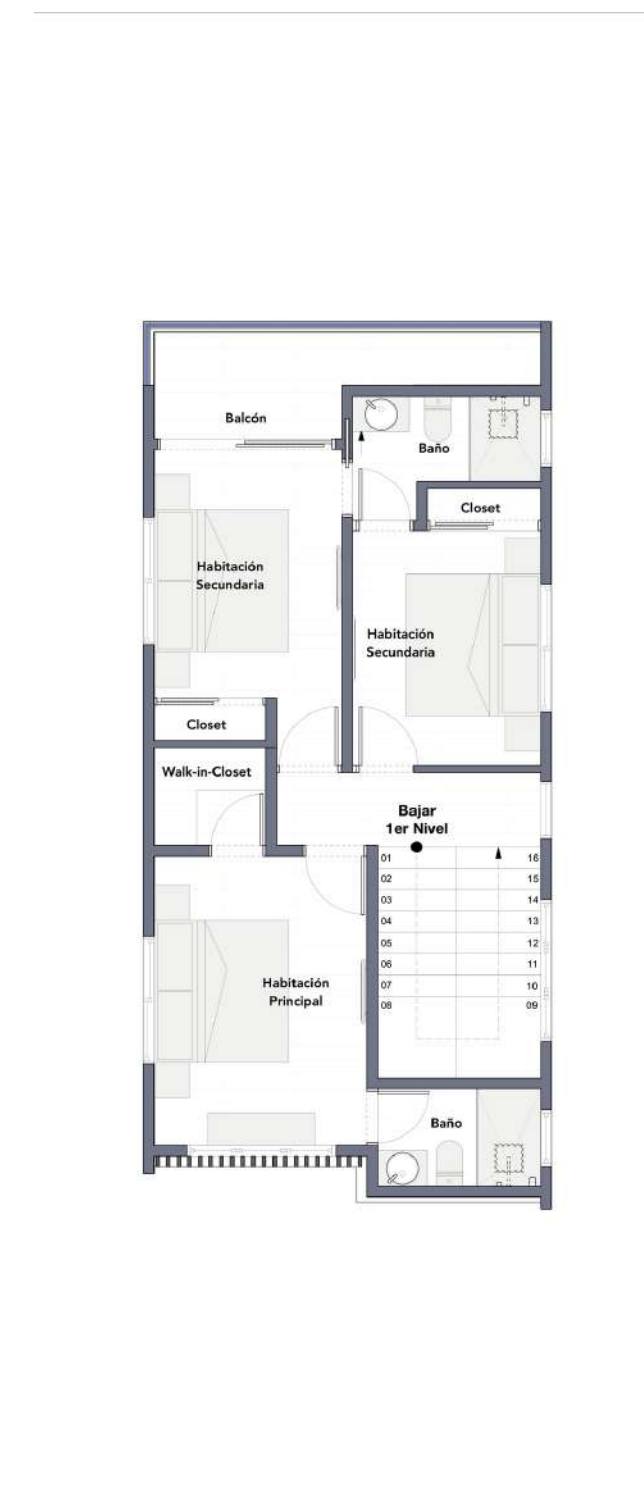 Balcón
Baño
Closet
Habitación
Secundaria
Habitación
Secundaria
Closet
Walk-in-Closet
Bajar
1er Nivel
01 16
02 15
03 14
04 13
05 12
06 11
07 10
08 09
Habitación
Principal
Baño